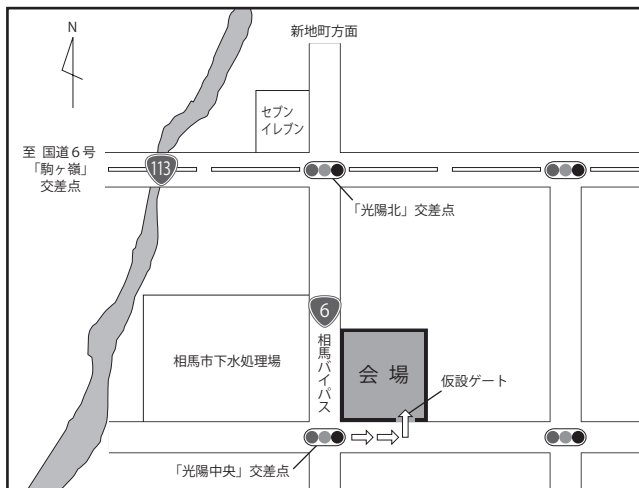 N
新地町方面
セブン
イレブン
至 国道6号
「駒ヶ嶺」
交差点
113
「光陽北」交差点
6
相馬バイパス
相馬市下水処理場
会 場
仮設ゲート
「光陽中央」交差点